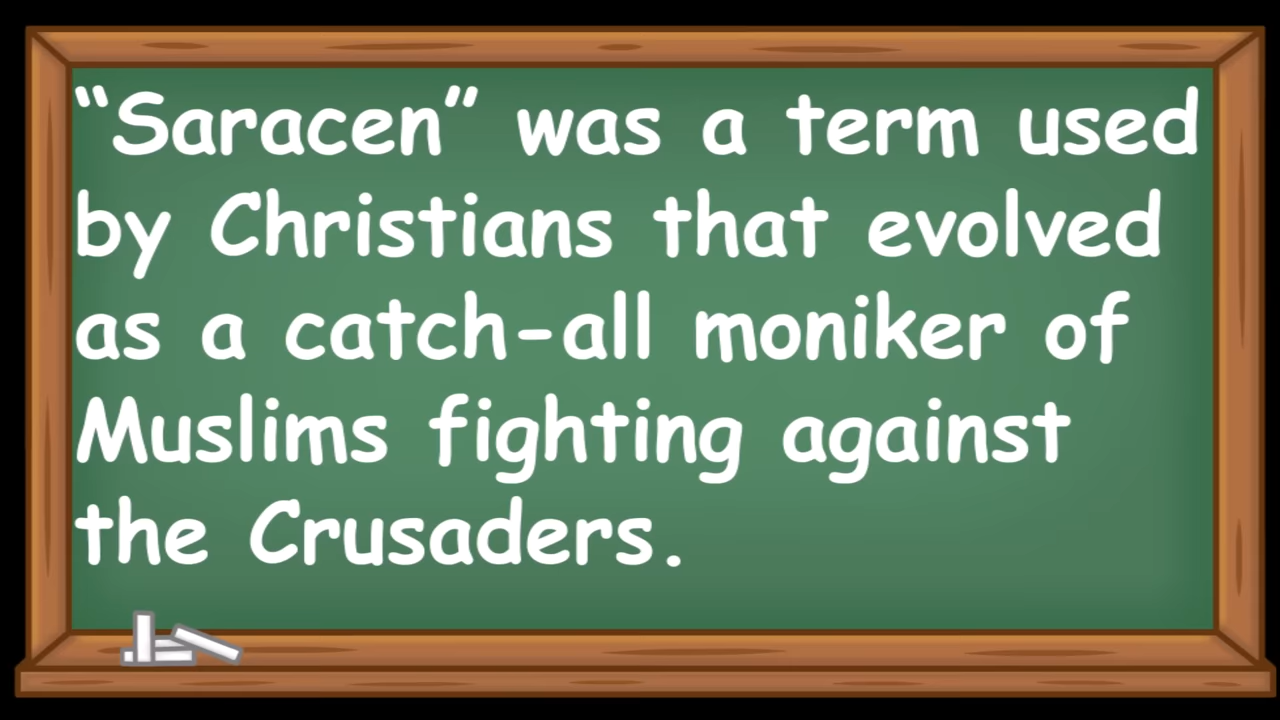 “Saracen” was a term used
by Christians that evolved
as a catch-all moniker of
Muslims fighting against
the Crusaders.